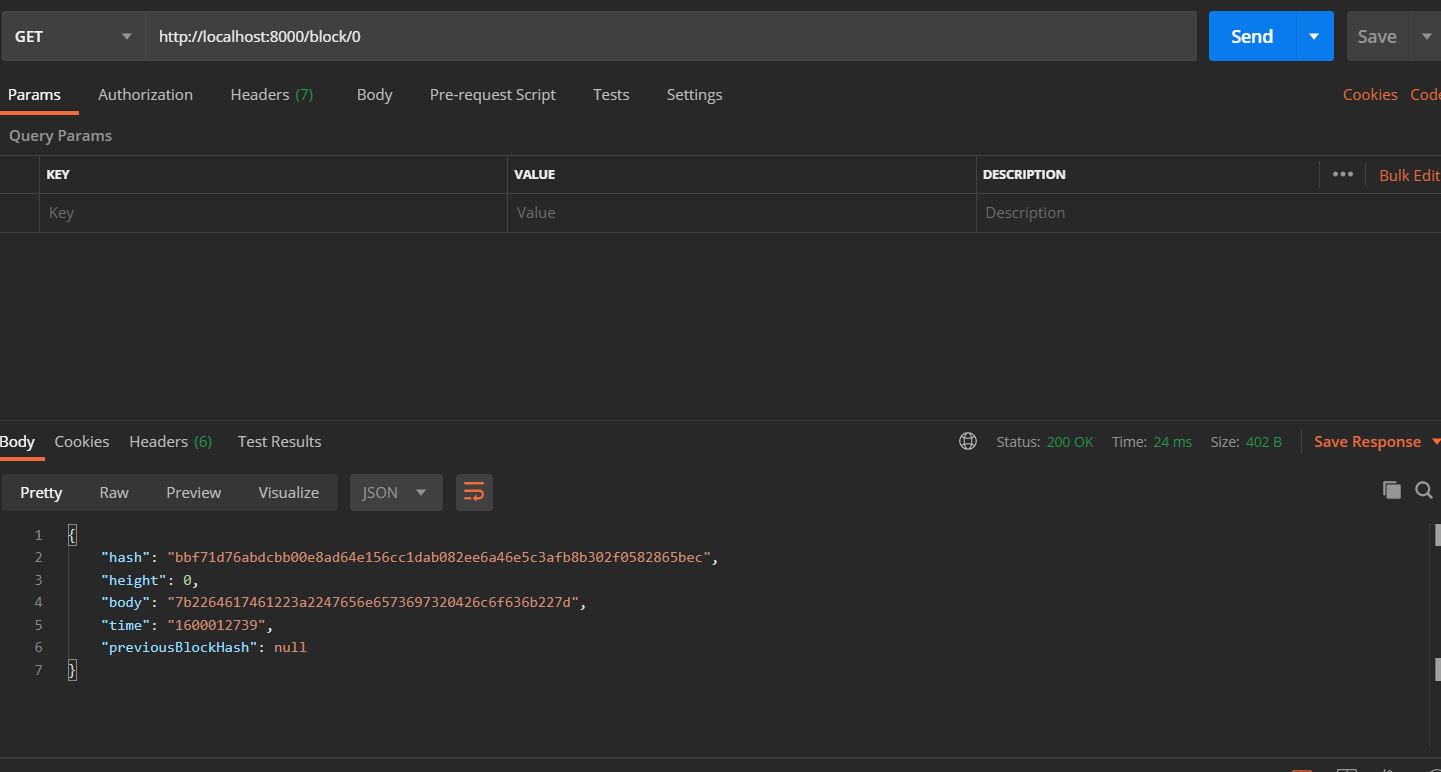 GET http://localhost:8000/block/0 Send Save
Params Authorization Headers (7) Body Pre-request Script Tests Settings Cookies Code
Query Params
KEY VALUE DESCRIPTION ••• Bulk Edit
Key Value Description
Body Cookies Headers (6) Test Results Status: 200 OK Time: 24 ms Size: 402 B Save Response
Pretty Raw Preview Visualize JSON
1 {
2 "hash": "bbf71d76abdcbb00e8ad64e156cc1dab082ee6a46e5c3afb8b302f0582865bec",
3 "height": 0,
4 "body": "7b2264617461223a2247656e6573697320426c6f636b227d",
5 "time": "1600012739",
6 "previousBlockHash": null
7 }